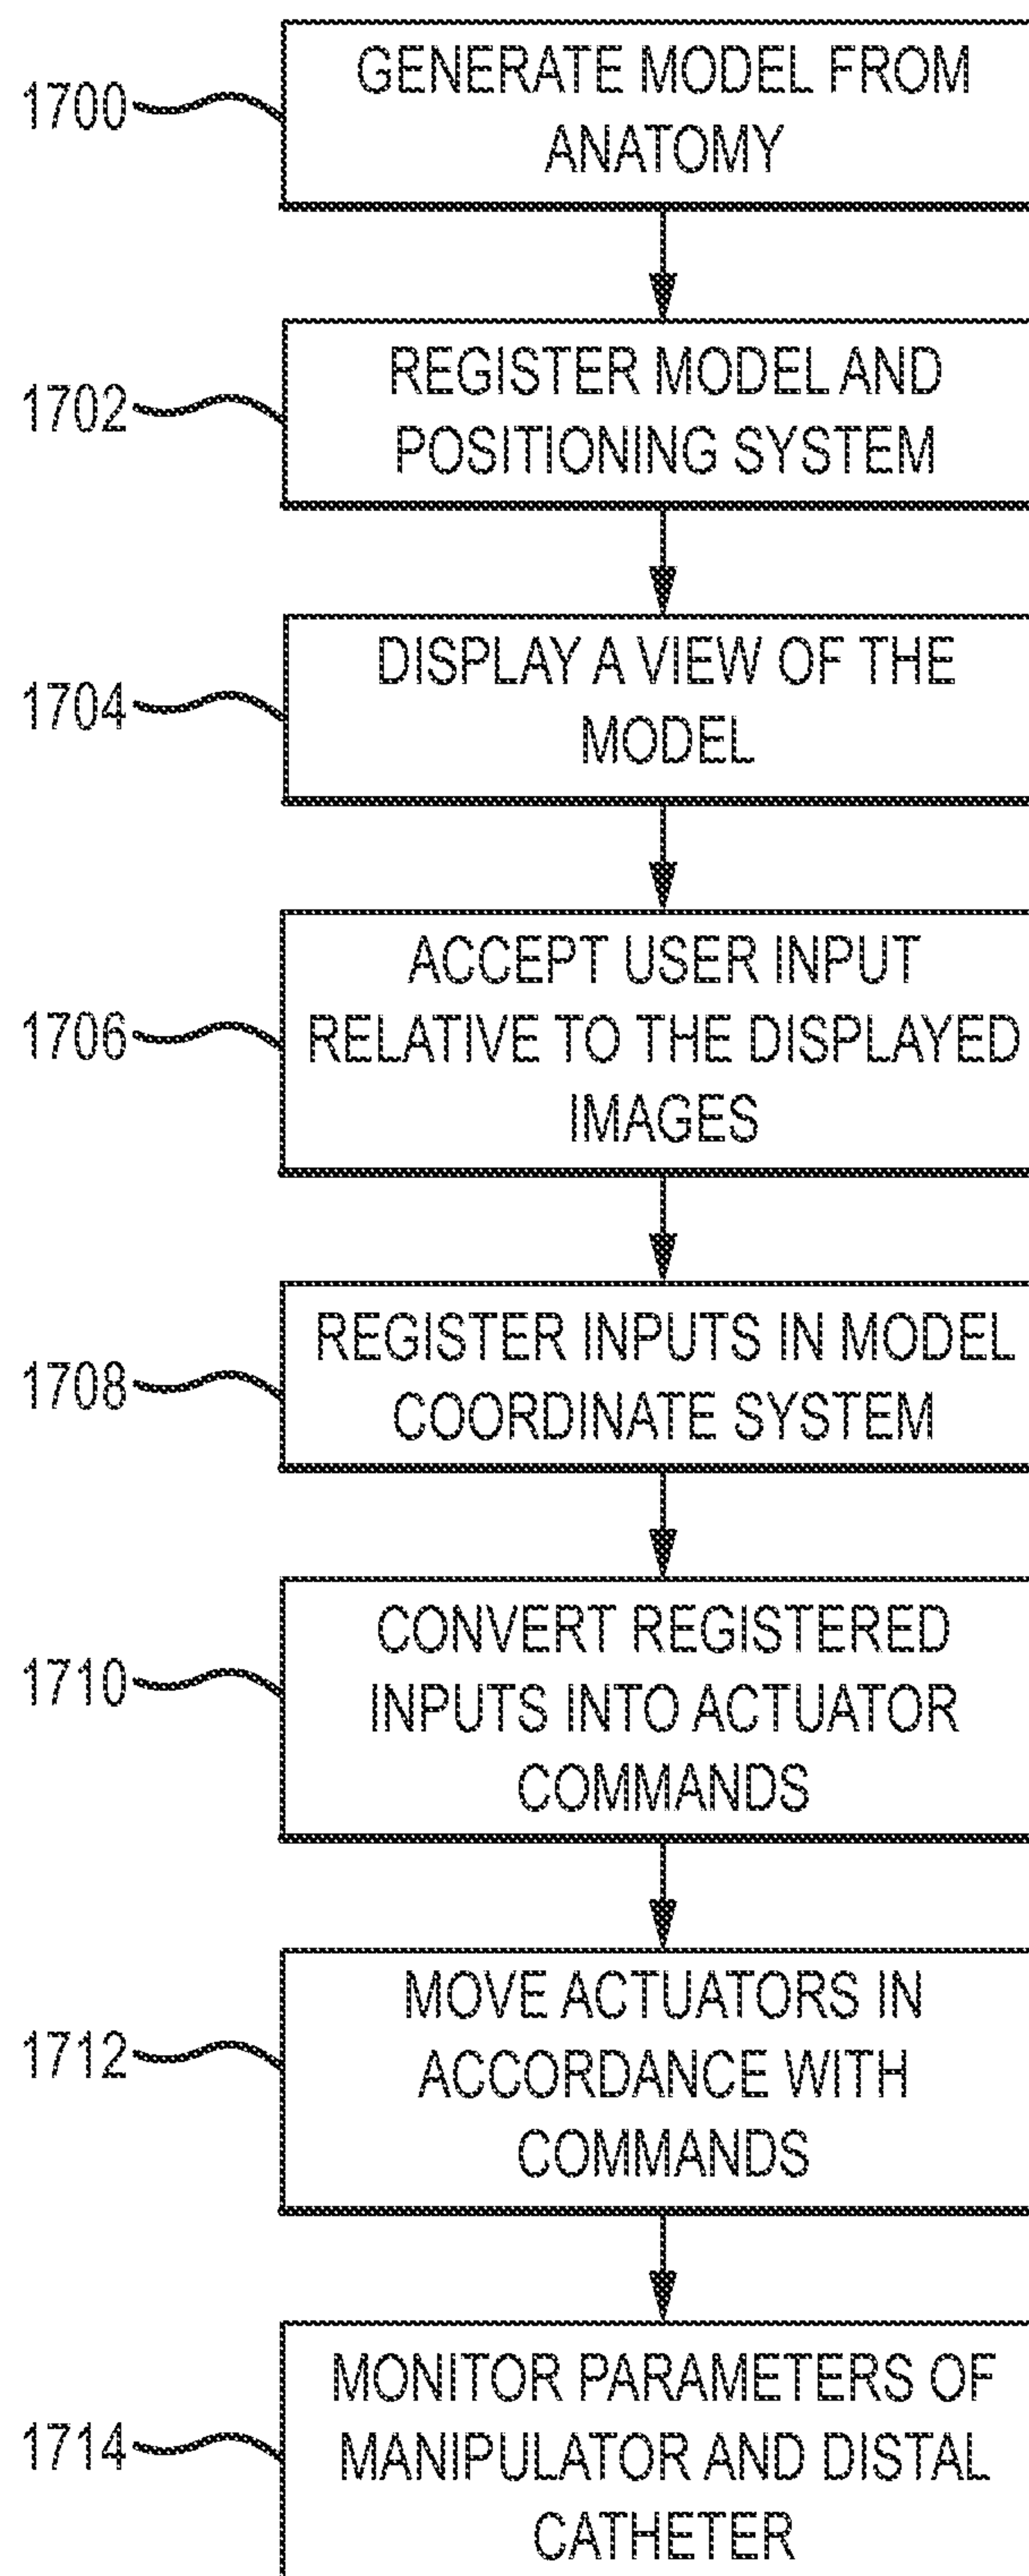 1700
GENERATE MODEL FROM
ANATOMY
1702
REGISTER MODEL AND
POSITIONING SYSTEM
1704
DISPLAY A VIEW OF THE
MODEL
1706
ACCEPT USER INPUT
RELATIVE TO THE DISPLAYED
IMAGES
1708
REGISTER INPUTS IN MODEL
COORDINATE SYSTEM
1710
CONVERT REGISTERED
INPUTS INTO ACTUATOR
COMMANDS
1712
MOVE ACTUATORS IN
ACCORDANCE WITH
COMMANDS
1714
MONITOR PARAMETERS OF
MANIPULATOR AND DISTAL
CATHETER